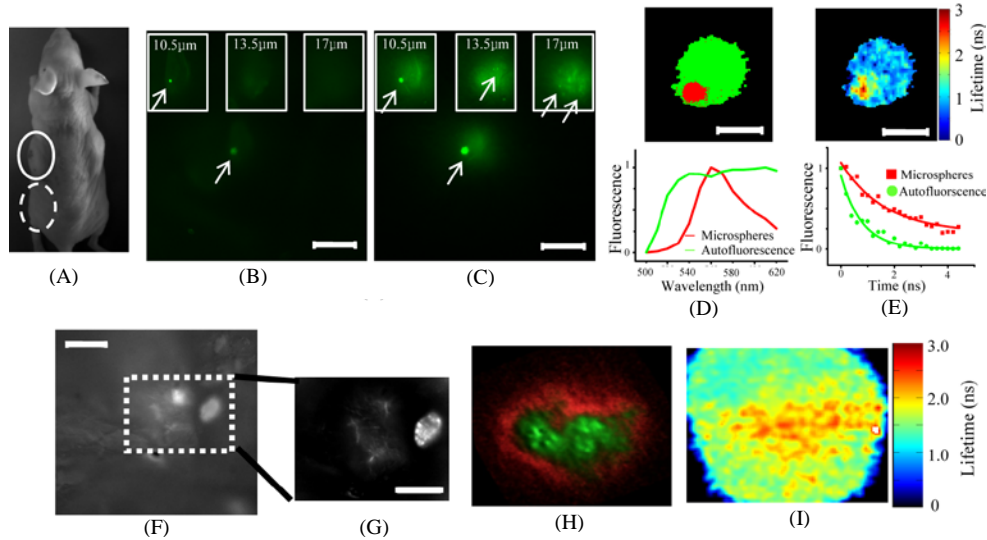 10.5µm 13.5µm 17µm
10.5µm 13.5µm 17µm
3
2
1
0
Lifetime (ns)
1
0
Fluorescence
Microspheres
Autofluorescence
500 540 580 620
Wavelength (nm)
1
0
Fluorescence
Microspheres
Autofluorscence
0 2 4
Time (ns)
(A) (B) (C) (D) (E)
3.0
2.0
1.0
0
Lifetime (ns)
(F) (G) (H) (I)